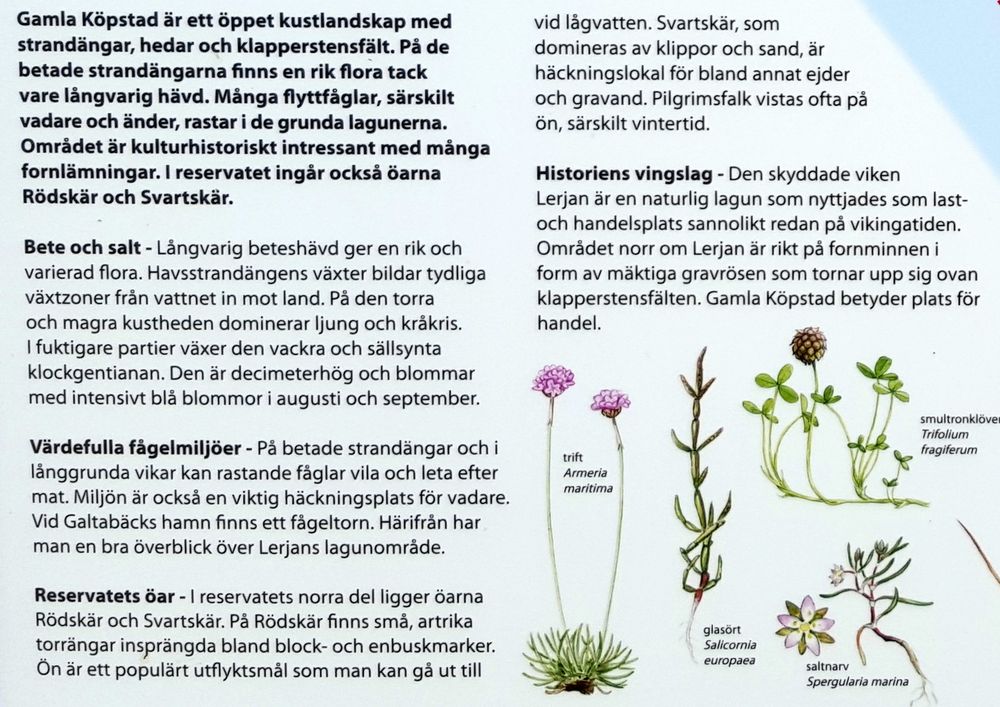 Gamla Köpstad är ett öppet kustlandskap med
strandängar, hedar och klapperstensfält. På de
betade strandängarna finns en rik flora tack
vare långvarig hävd. Många flyttfåglar, särskilt
vadare och änder, rastar i de grunda lagunerna.
Området är kulturhistoriskt intressant med många
fornlämningar. I reservatet ingår också öarna
Rödskär och Svartskär.
Bete och salt - Långvarig beteshävd ger en rik och
varierad flora. Havsstrandängens växter bildar tydliga
växtzoner från vattnet in mot land. På den torra
och magra kustheden dominerar ljung och kråkris.
I fuktigare partier växer den vackra och sällsynta
klockgentianan. Den är decimeterhög och blommar
med intensivt blå blommor i augusti och september.
Värdefulla fågelmiljöer - På betade strandängar och i
långgrunda vikar kan rastande fåglar vila och leta efter
mat. Miljön är också en viktig häckningsplats för vadare.
Vid Galtabäcks hamn finns ett fågeltorn. Härifrån har
man en bra överblick över Lerjans lagunområde.
Reservatets öar - I reservatets norra del ligger öarna
Rödskär och Svartskär. På Rödskär finns små, artrika
torrängar insprängda bland block- och enbuskmarker.
Ön är ett populärt utflyktsmål som man kan gå ut till
vid lågvatten. Svartskär, som
domineras av klippor och sand, är
häckningslokal för bland annat ejder
och gravand. Pilgrimsfalk vistas ofta på
ön, särskilt vintertid.
Historiens vingslag - Den skyddade viken
Lerjan är en naturlig lagun som nyttjades som last-
och handelsplats sannolikt redan på vikingatiden.
Området norr om Lerjan är rikt på fornminnen i
form av mäktiga gravrösen som tornar upp sig ovan
klapperstensfälten. Gamla Köpstad betyder plats för
handel.
trift
Armeria
maritima
glasört
Salicornia
europaea
smultronklöver
Trifolium
fragiferum
saltnarv
Spergularia marina